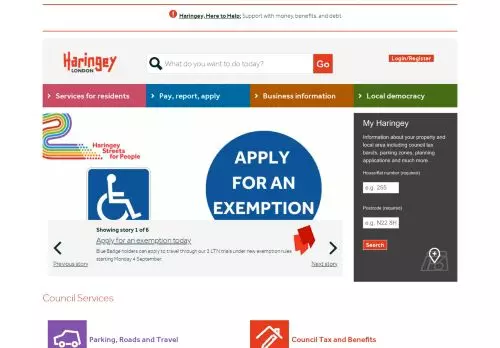 Haringey, Here to Help: Support with money, benefits, and debt.
Haringey
LONDON
What do you want to do today?
Go
Login/Register
Services for residents
Pay, report, apply
Business information
Local democracy
Haringey
Streets
for People
APPLY
FOR AN
EXEMPTION
Showing story 1 of 6
Apply for an exemption today
Blue Badge holders can apply to travel through our 3 LTN trials under new exemption rules
starting Monday 4 September.
Previous story
Next story
My Haringey
Information about your property and
local area including council tax
bands, parking zones, planning
applications and much more.
House/flat number (required)
e.g. 255
Postcode (required)
e.g. N22 8H
Search
Council Services
Parking, Roads and Travel
Council Tax and Benefits